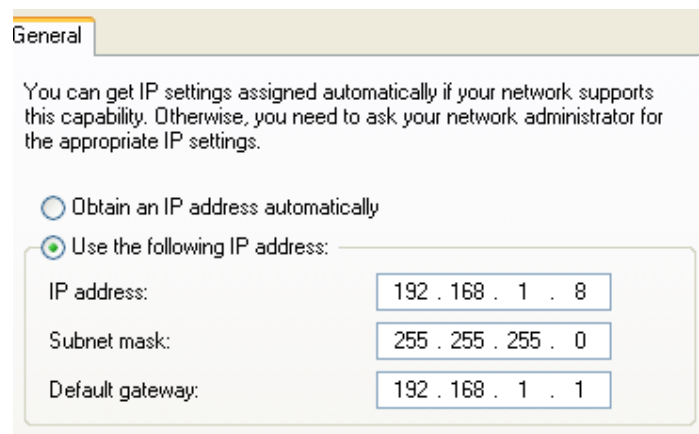 General
You can get IP settings assigned automatically if your network supports
this capability. Otherwise, you need to ask your network administrator for
the appropriate IP settings.
Obtain an IP address automatically
Use the following IP address:
IP address: 192 . 168 . 1 . 8
Subnet mask: 255 . 255 . 255 . 0
Default gateway: 192 . 168 . 1 . 1